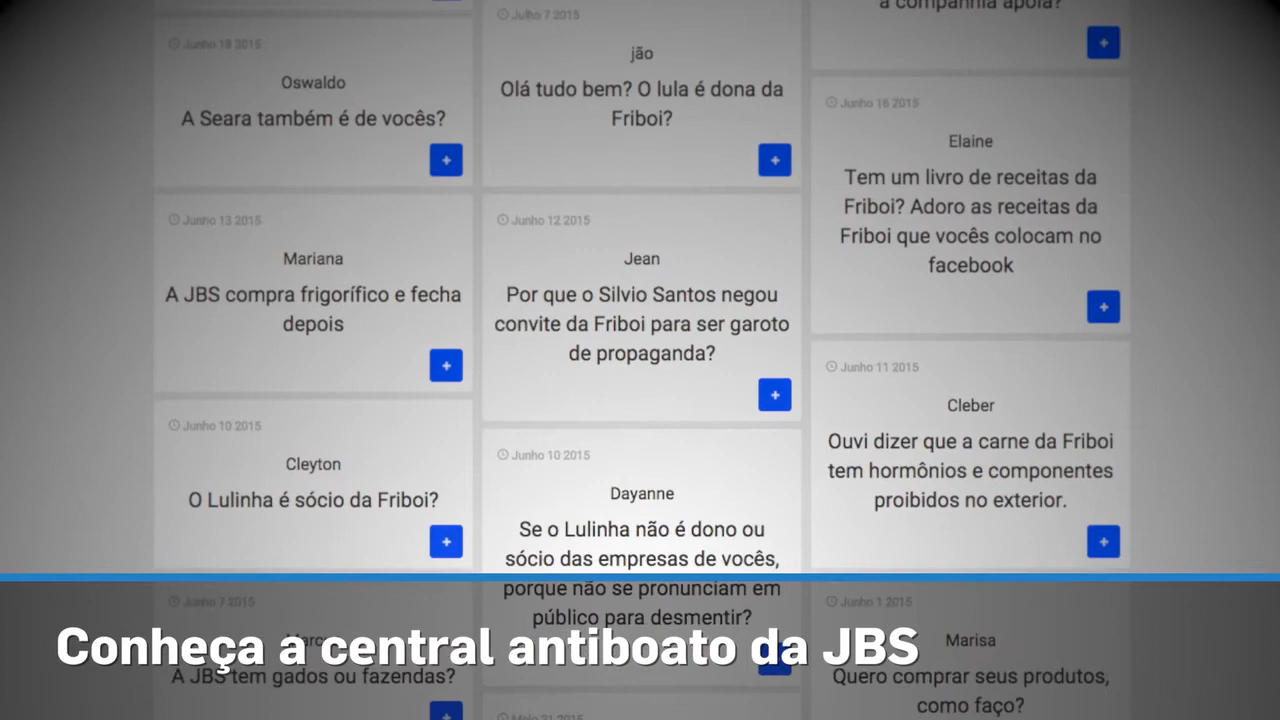 Junho 18 2015
Oswaldo
A Seara também é de vocês?
Junho 13 2015
Mariana
A JBS compra frigorífico e fecha
depois
Junho 10 2015
Cleyton
O Lulinha é sócio da Friboi?
Junho 7 2015
A JBS tem gados ou fazendas?
Julho 7 2015
jão
Olá tudo bem? O lula é dona da
Friboi?
Junho 12 2015
Jean
Por que o Silvio Santos negou
convite da Friboi para ser garoto
de propaganda?
Junho 10 2015
Dayanne
Se o Lulinha não é dono ou
sócio das empresas de vocês,
porque não se pronunciam em
público para desmentir?
Maio 31 2015
a companhia apoia?
Junho 16 2015
Elaine
Tem um livro de receitas da
Friboi? Adoro as receitas da
Friboi que vocês colocam no
facebook
Junho 11 2015
Cleber
Ouvi dizer que a carne da Friboi
tem hormônios e componentes
proibidos no exterior.
Junho 1 2015
Marisa
Quero comprar seus produtos,
como faço?
Conheça a central antiboato da JBS